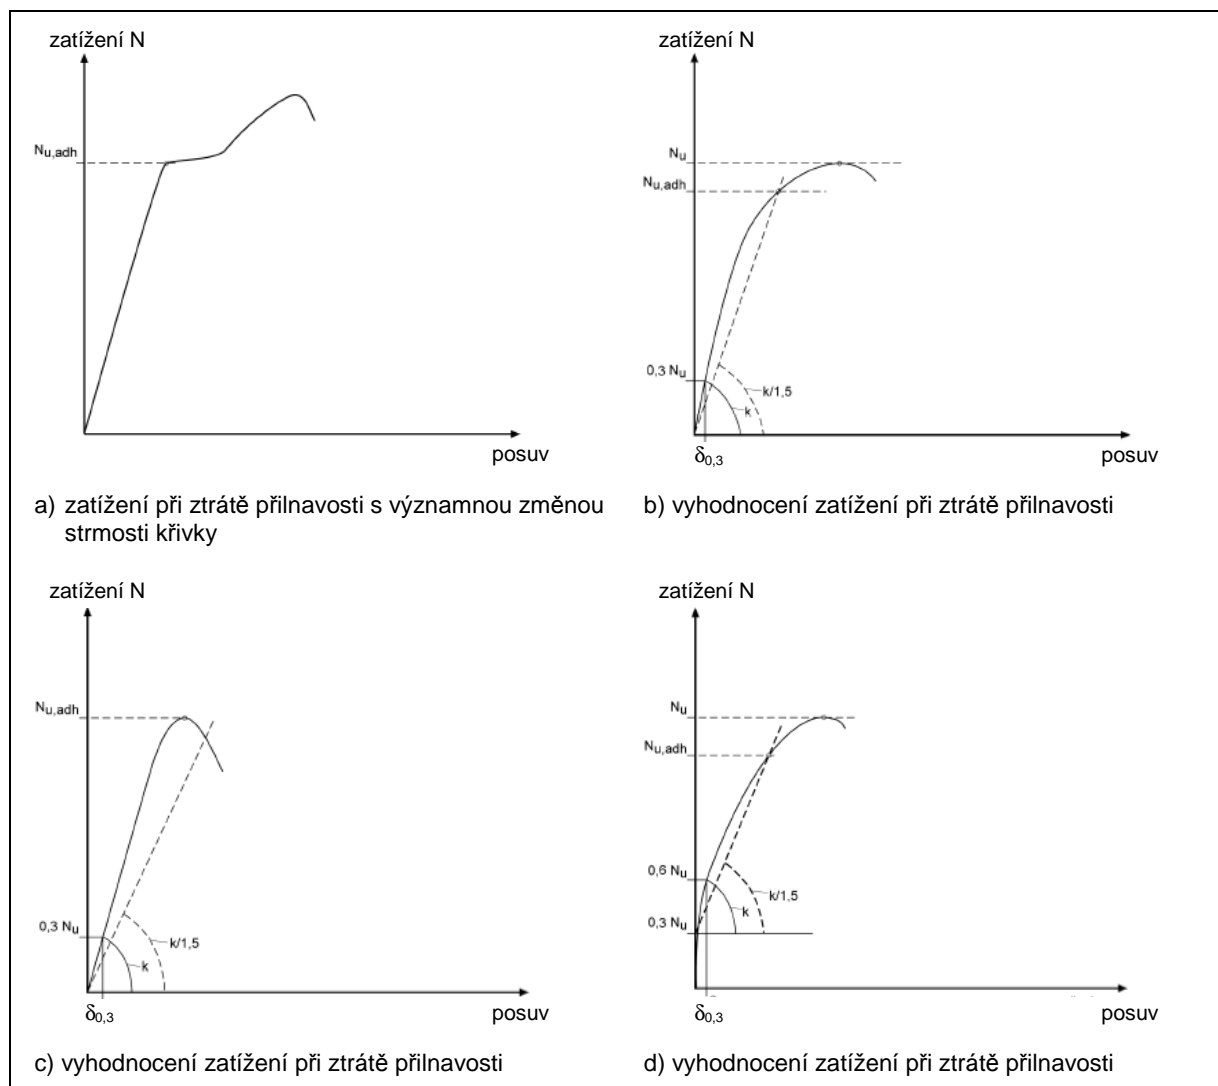 zatížení N
N_u,adh
posuv
a) zatížení při ztrátě přilnavosti s významnou změnou
strmosti křivky
zatížení N
N_u
N_u,adh
0,3 N_u
k/1,5
k
δ_0,3
posuv
b) vyhodnocení zatížení při ztrátě přilnavosti
zatížení N
N_u,adh
0,3 N_u
k/1,5
k
δ_0,3
posuv
c) vyhodnocení zatížení při ztrátě přilnavosti
zatížení N
N_u
N_u,adh
0,6 N_u
k/1,5
k
0,3 N_u
δ_0,3
posuv
d) vyhodnocení zatížení při ztrátě přilnavosti